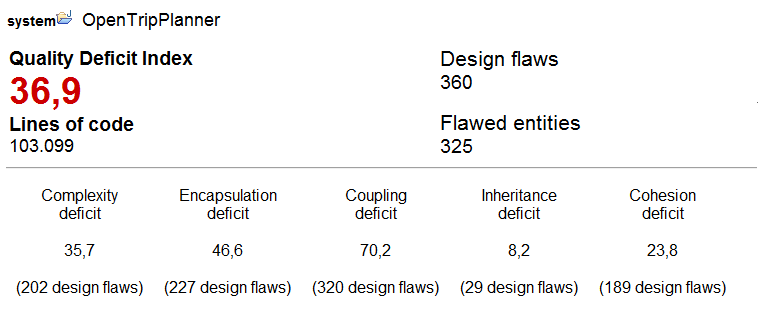 system OpenTripPlanner
Quality Deficit Index
36,9
Lines of code
103.099
Design flaws
360
Flawed entities
325
Complexity deficit
35,7
(202 design flaws)
Encapsulation deficit
46,6
(227 design flaws)
Coupling deficit
70,2
(320 design flaws)
Inheritance deficit
8,2
(29 design flaws)
Cohesion deficit
23,8
(189 design flaws)